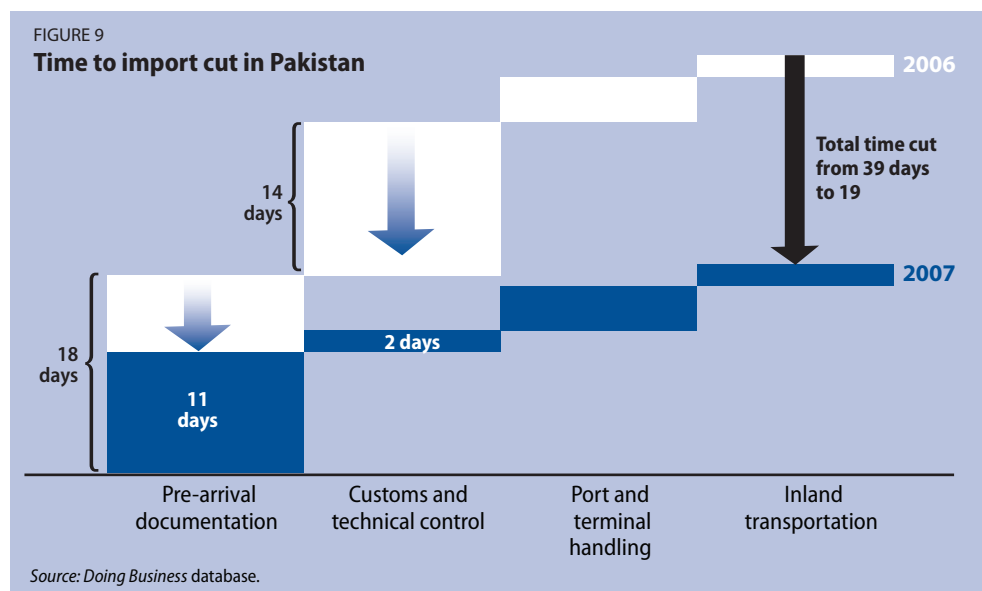 FIGURE 9
Time to import cut in Pakistan
2006
Total time cut
from 39 days
to 19
14
days
2007
2 days
18
days
11
days
Pre-arrival
documentation
Customs and
technical control
Port and
terminal
handling
Inland
transportation
Source: Doing Business database.